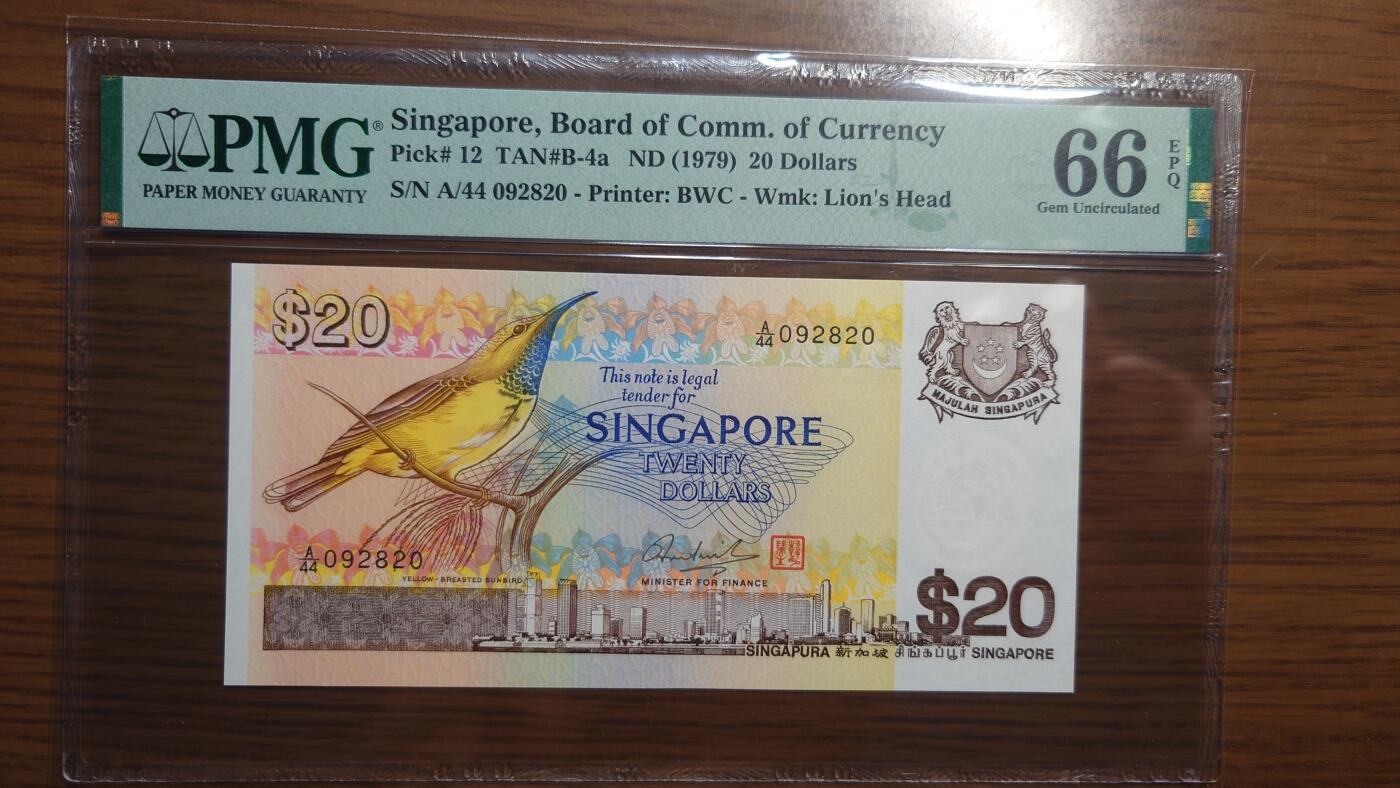 PMG®
PAPER MONEY GUARANTY
Singapore, Board of Comm. of Currency
Pick# 12 TAN#B-4a ND (1979) 20 Dollars
S/N A/44 092820 - Printer: BWC - Wmk: Lion's Head
66 EPQ
Gem Uncirculated
$20
A/44 092820
This note is legal
tender for
SINGAPORE
TWENTY
DOLLARS
MAJULAH SINGAPURA
A/44 092820
YELLOW-BREASTED SUNBIRD
MINISTER FOR FINANCE
$20
SINGAPURA 新加坡 சிங்கப்பூர் SINGAPORE